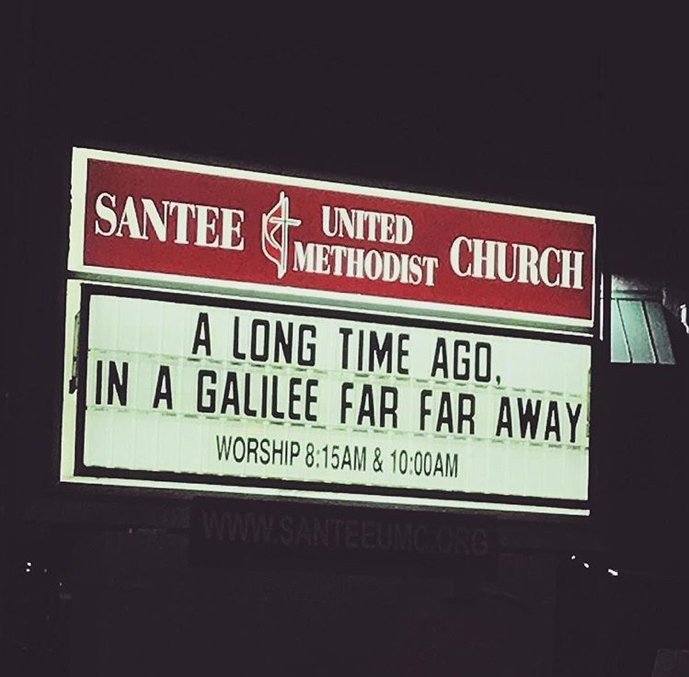 SANTEE UNITED METHODIST CHURCH
A LONG TIME AGO,
IN A GALILEE FAR FAR AWAY
WORSHIP 8:15AM & 10:00AM
WWW.SANTEEUMC.ORG